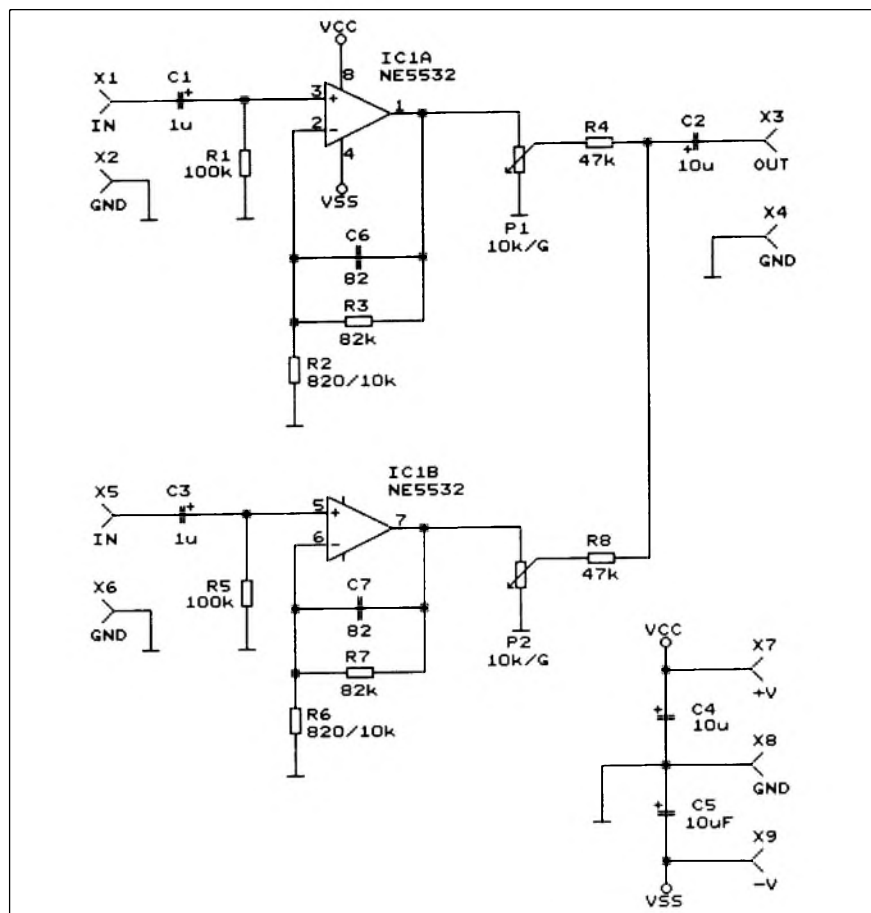 VCC
IC1A
NE5532
X1
C1
+
8
3
+
1
IN
1u
2
-
X2
R1
100k
4
GND
VSS
R4
47k
C2
+
10u
X3
OUT
P1
10k/G
X4
GND
C6
82
R3
82k
R2
820/10k
IC1B
NE5532
X5
C3
+
5
+
7
IN
1u
6
-
X6
R5
100k
GND
R8
47k
C7
82
P2
10k/G
R7
82k
R6
820/10k
VCC
X7
+V
+
C4
10u
X8
GND
+
C5
10uF
X9
-V
VSS